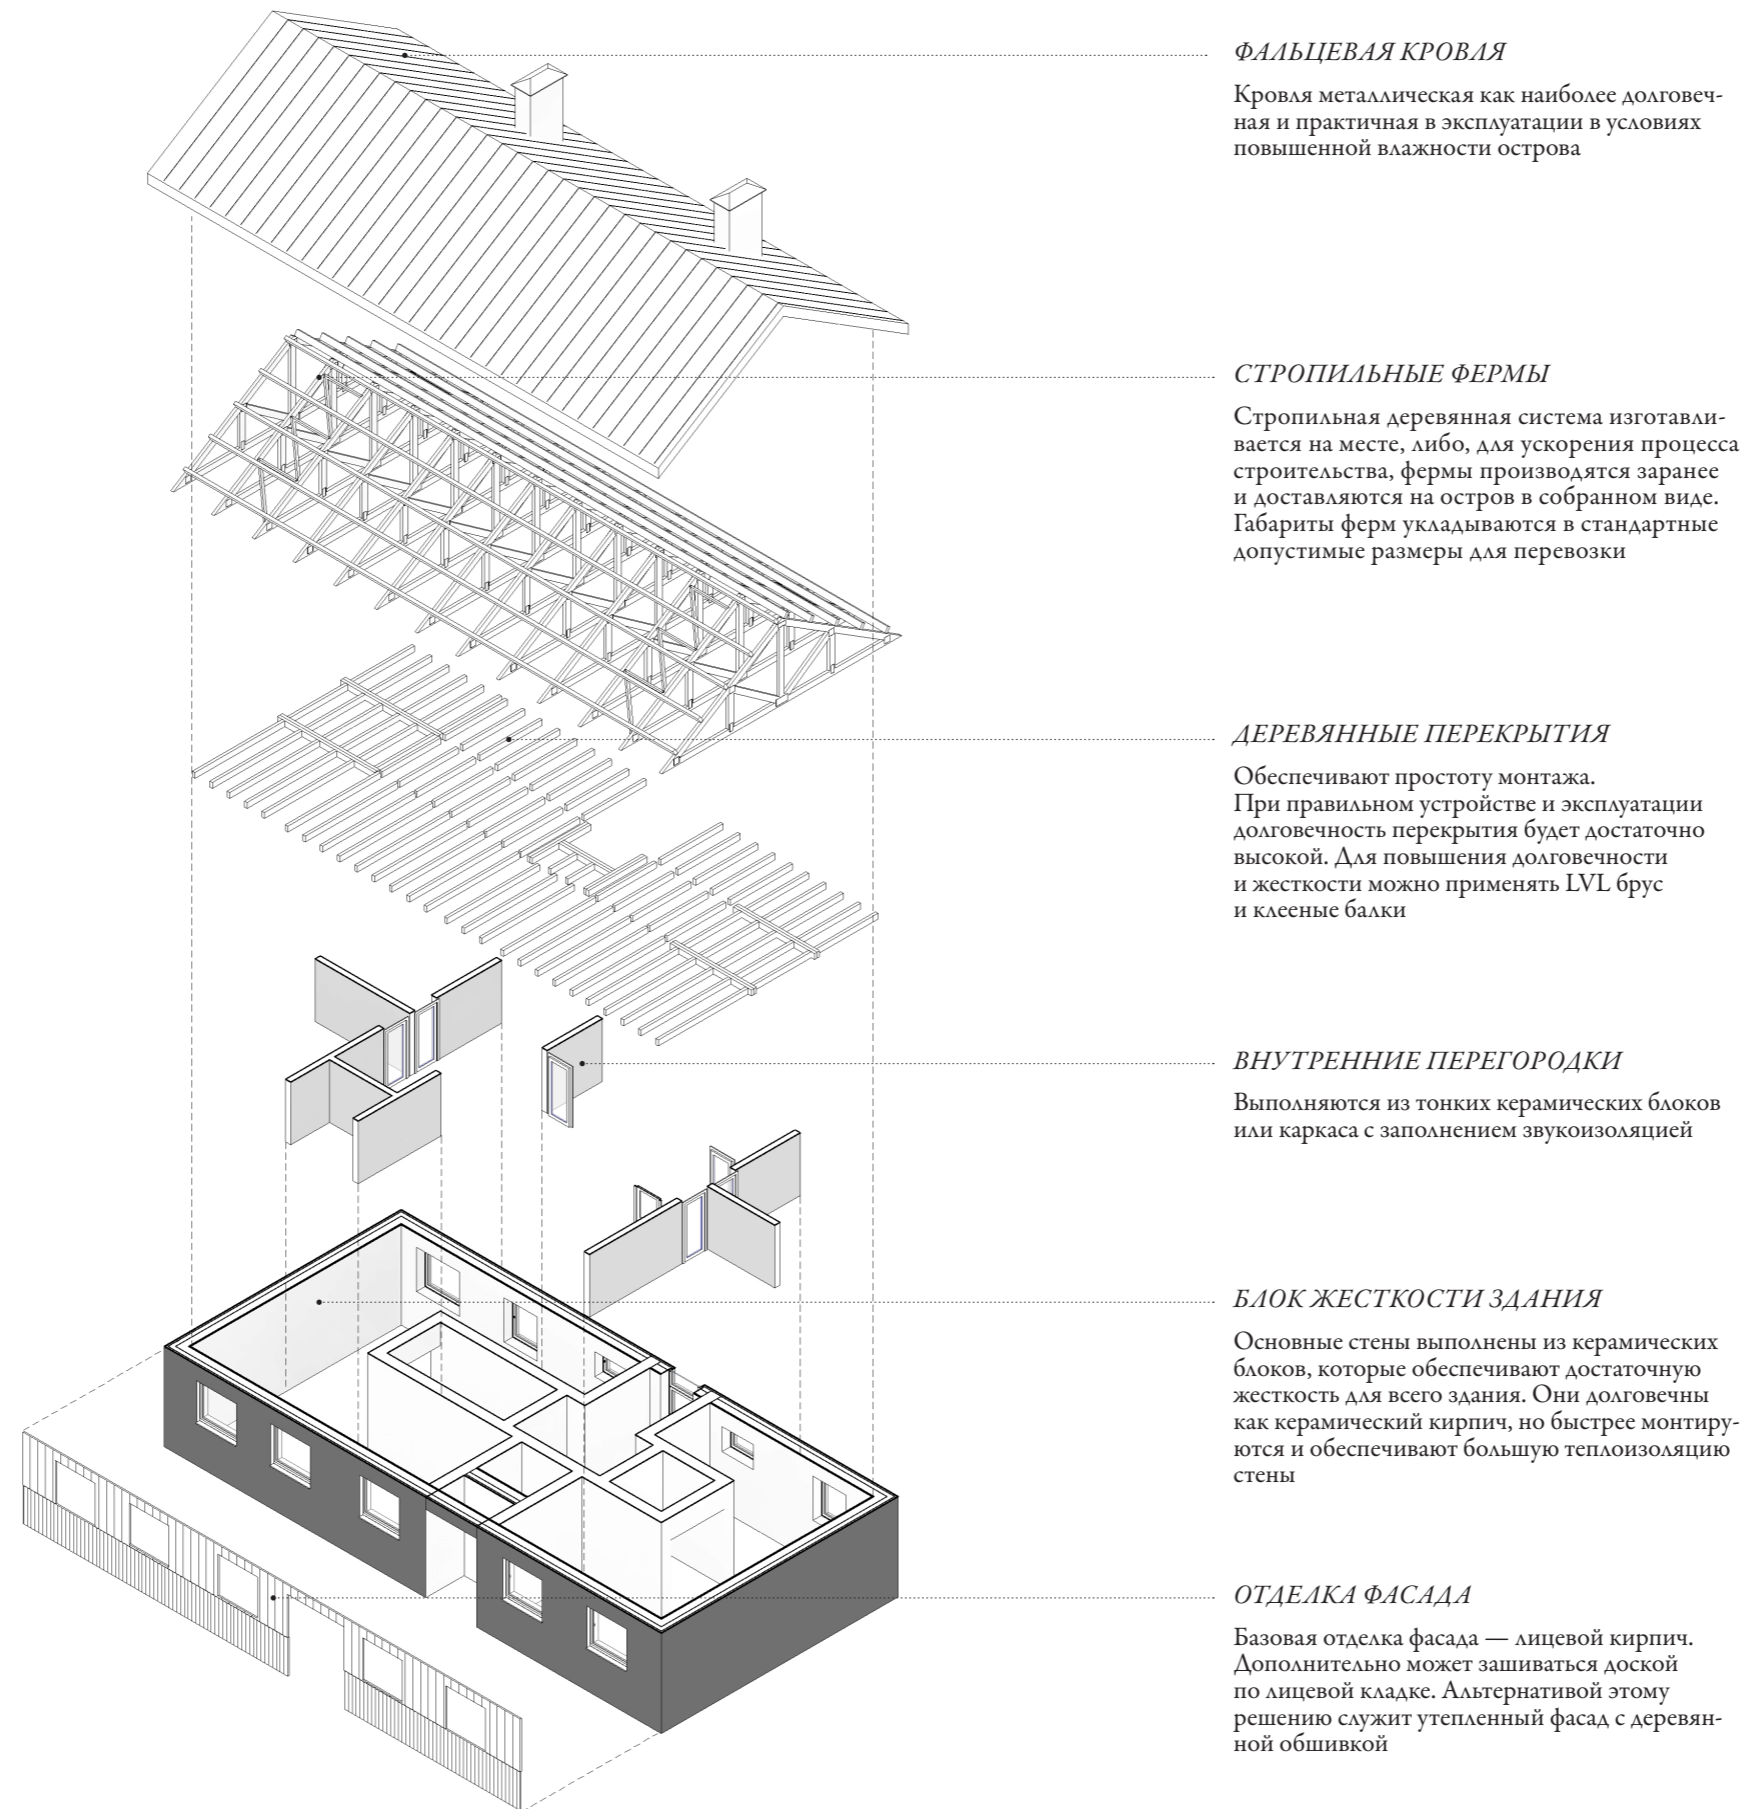 ФАЛЬЦЕВАЯ КРОВЛЯ
Кровля металлическая как наиболее долговеч-
ная и практичная в эксплуатации в условиях
повышенной влажности острова
СТРОПИЛЬНЫЕ ФЕРМЫ
Стропильная деревянная система изготавли-
вается на месте, либо, для ускорения процесса
строительства, фермы производятся заранее
и доставляются на остров в собранном виде.
Габариты ферм укладываются в стандартные
допустимые размеры для перевозки
ДЕРЕВЯННЫЕ ПЕРЕКРЫТИЯ
Обеспечивают простоту монтажа.
При правильном устройстве и эксплуатации
долговечность перекрытия будет достаточно
высокой. Для повышения долговечности
и жесткости можно применять LVL брус
и клееные балки
ВНУТРЕННИЕ ПЕРЕГОРОДКИ
Выполняются из тонких керамических блоков
или каркаса с заполнением звукоизоляцией
БЛОК ЖЕСТКОСТИ ЗДАНИЯ
Основные стены выполнены из керамических
блоков, которые обеспечивают достаточную
жесткость для всего здания. Они долговечны
как керамический кирпич, но быстрее монтиру-
ются и обеспечивают большую теплоизоляцию
стены
ОТДЕЛКА ФАСАДА
Базовая отделка фасада — лицевой кирпич.
Дополнительно может зашиваться доской
по лицевой кладке. Альтернативой этому
решению служит утепленный фасад с деревян-
ной обшивкой